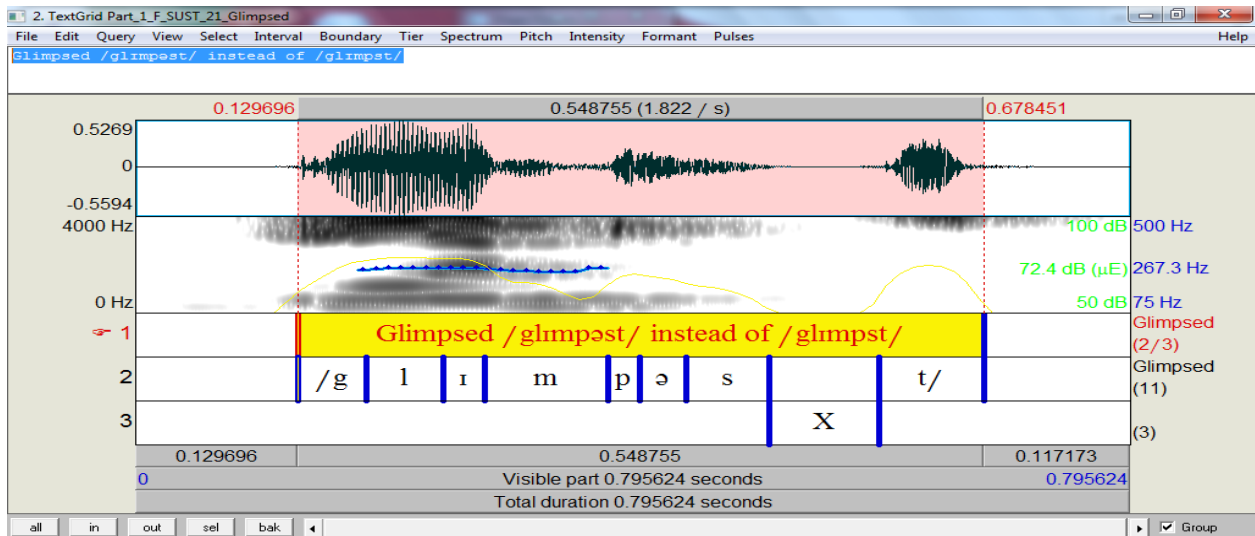 2. TextGrid Part_1_F_SUST_21_Glimpsed
File Edit Query View Select Interval Boundary Tier Spectrum Pitch Intensity Formant Pulses Help
Glimpsed /glɪmpəst/ instead of /glɪmpst/
0.129696 0.548755 (1.822 / s) 0.678451
0.5269
0
-0.5594
4000 Hz 100 dB 500 Hz
72.4 dB (µE) 267.3 Hz
0 Hz 50 dB 75 Hz
☞ 1 Glimpsed /glɪmpəst/ instead of /glɪmpst/ Glimpsed
(2/3)
2 /g l ɪ m p ə s t/ Glimpsed
(11)
3 X (3)
0.129696 0.548755 0.117173
0 Visible part 0.795624 seconds 0.795624
Total duration 0.795624 seconds
all in out sel bak Group